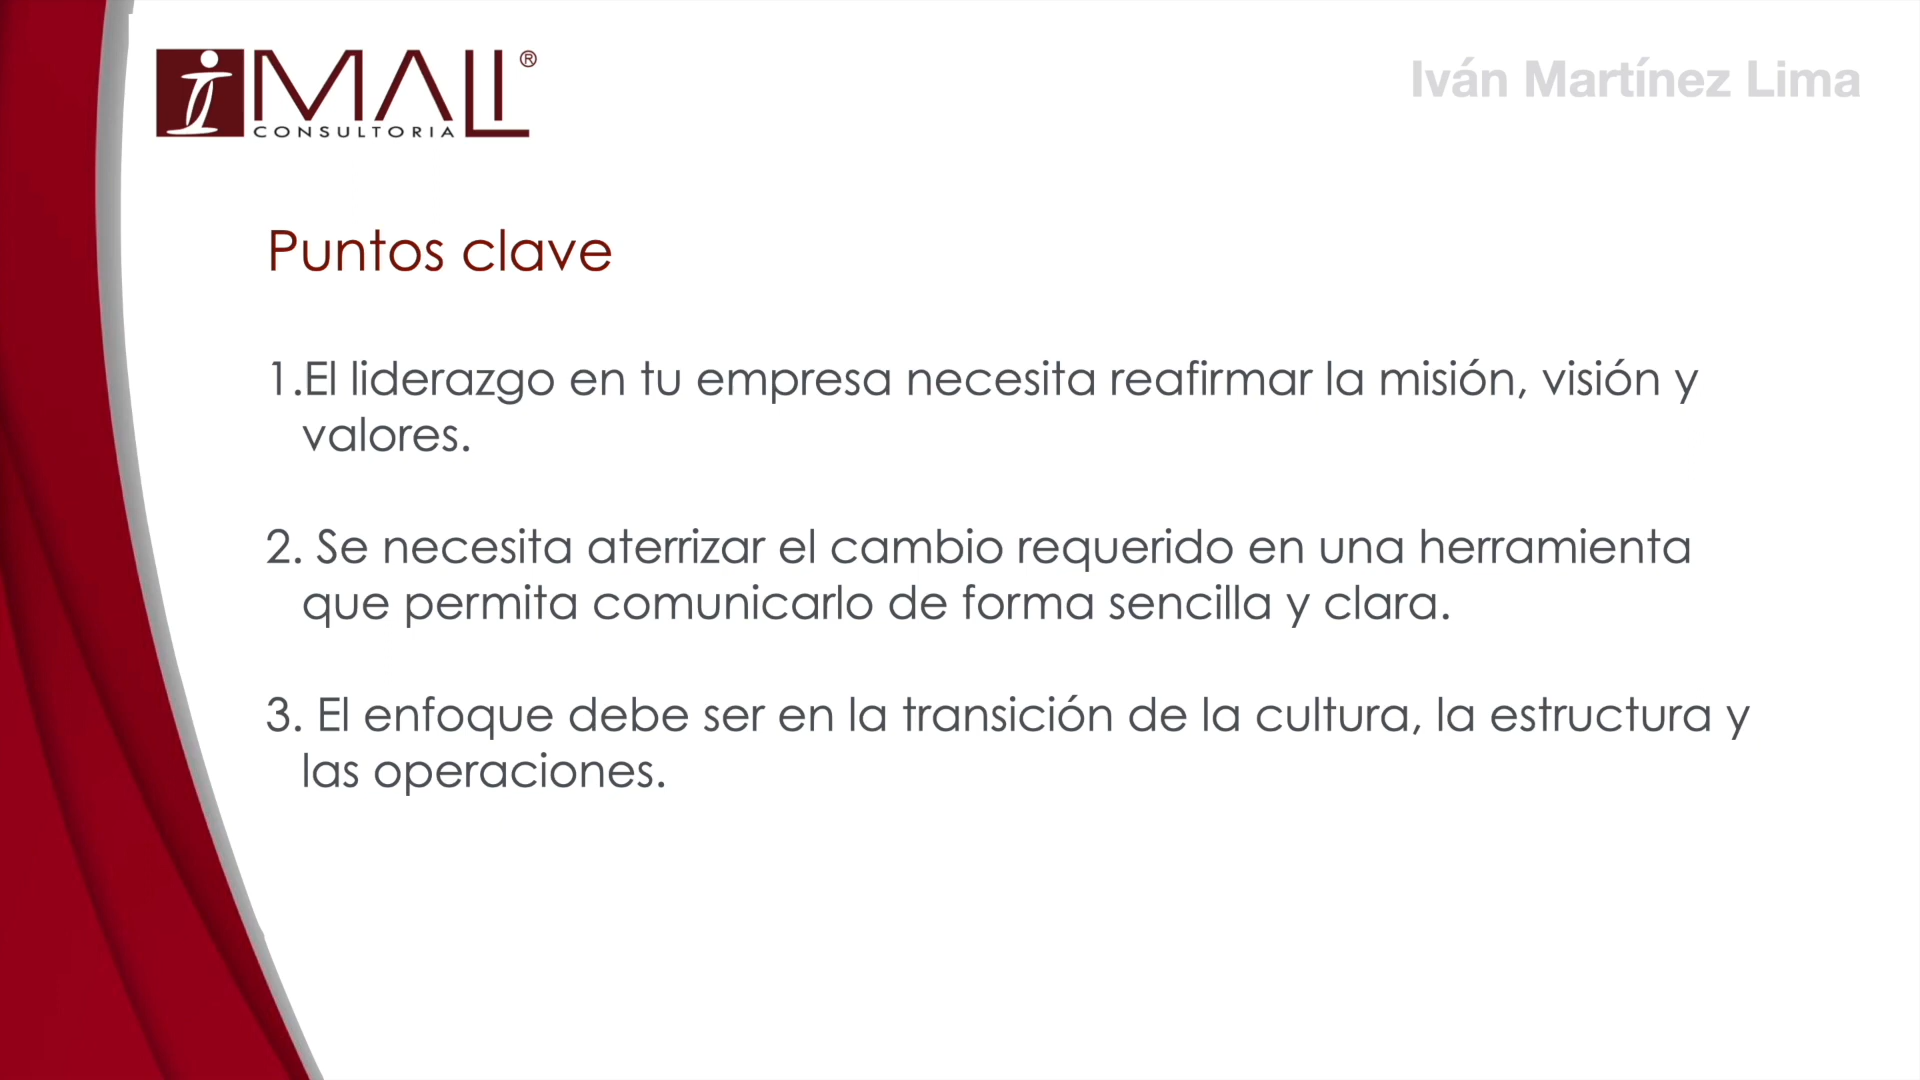 iMALI®
CONSULTORIA
Iván Martínez Lima
Puntos clave
1.El liderazgo en tu empresa necesita reafirmar la misión, visión y
valores.
2. Se necesita aterrizar el cambio requerido en una herramienta
que permita comunicarlo de forma sencilla y clara.
3. El enfoque debe ser en la transición de la cultura, la estructura y
las operaciones.